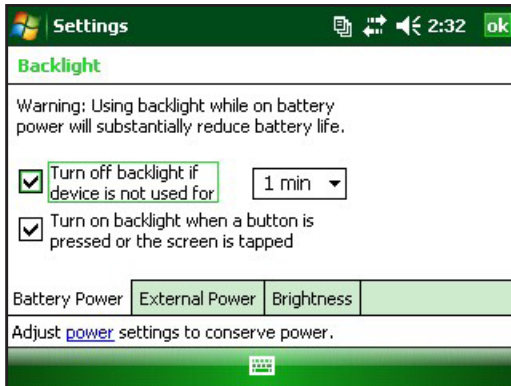 Settings 2:32 ok
Backlight
Warning: Using backlight while on battery
power will substantially reduce battery life.
Turn off backlight if
device is not used for 1 min
Turn on backlight when a button is
pressed or the screen is tapped
Battery Power External Power Brightness
Adjust power settings to conserve power.